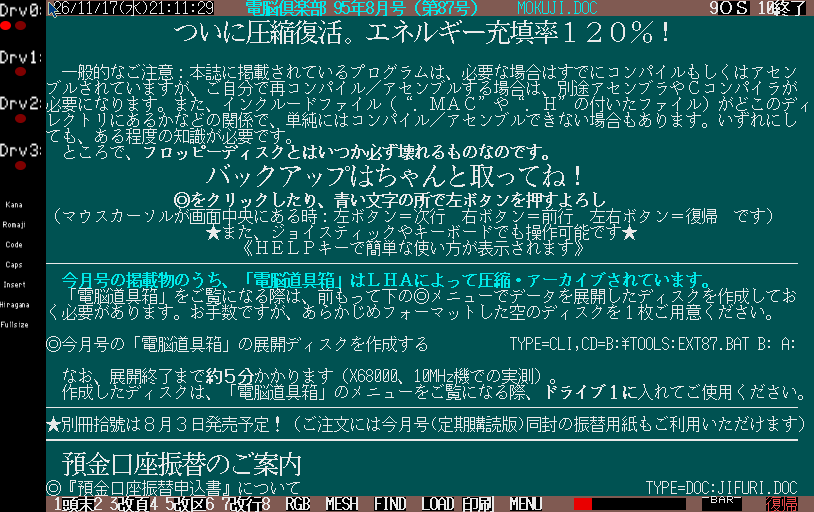 Drv0:
26/11/17(水)21:11:29 電脳倶楽部 95年8月号 (第87号) MOKUJI.DOC 9OS 10終了
ついに圧縮復活。エネルギー充填率120%!
Drv1:
一般的なご注意:本誌に掲載されているプログラムは、必要な場合はすでにコンパイルもしくはアセン
ブルされていますが、ご自分で再コンパイル/アセンブルする場合は、別途アセンブラやCコンパイラが
Drv2:
必要になります。また、インクルードファイル(“.MAC”や“.H”の付いたファイル)がどこのディ
レクトリにあるかなどの関係で、単純にはコンパイル/アセンブルできない場合もあります。いずれにし
ても、ある程度の知識が必要です。
Drv3:
ところで、フロッピーディスクとはいつか必ず壊れるものなのです。
バックアップはちゃんと取ってね!
◎をクリックしたり、青い文字の所で左ボタンを押すよろし
Kana
(マウスカーソルが画面中央にある時:左ボタン=次行 右ボタン=前行 左右ボタン=復帰 です)
Romaji
★また、ジョイスティックやキーボードでも操作可能です★
Code
《HELPキーで簡単な使い方が表示されます》
Caps
今月号の掲載物のうち、「電脳道具箱」はLHAによって圧縮・アーカイブされています。
Insert
「電脳道具箱」をご覧になる際は、前もって下の◎メニューでデータを展開したディスクを作成してお
Hiragana
く必要があります。お手数ですが、あらかじめフォーマットした空のディスクを1枚ご用意ください。
Fullsize
◎今月号の「電脳道具箱」の展開ディスクを作成する TYPE=CLI,CD=B:¥TOOLS:EXT87.BAT B: A:
なお、展開終了まで約5分かかります(X68000、10MHz機での実測)。
作成したディスクは、「電脳道具箱」のメニューをご覧になる際、ドライブ1に入れてご使用ください。
★別冊拾號は8月3日発売予定!(ご注文には今月号(定期購読版)同封の振替用紙もご利用いただけます)
預金口座振替のご案内
◎『預金口座振替申込書』について TYPE=DOC:JIFURI.DOC
1頭末2 3改首4 5改区6 7改行8 RGB MESH FIND LOAD 印刷 MENU BAR 復帰